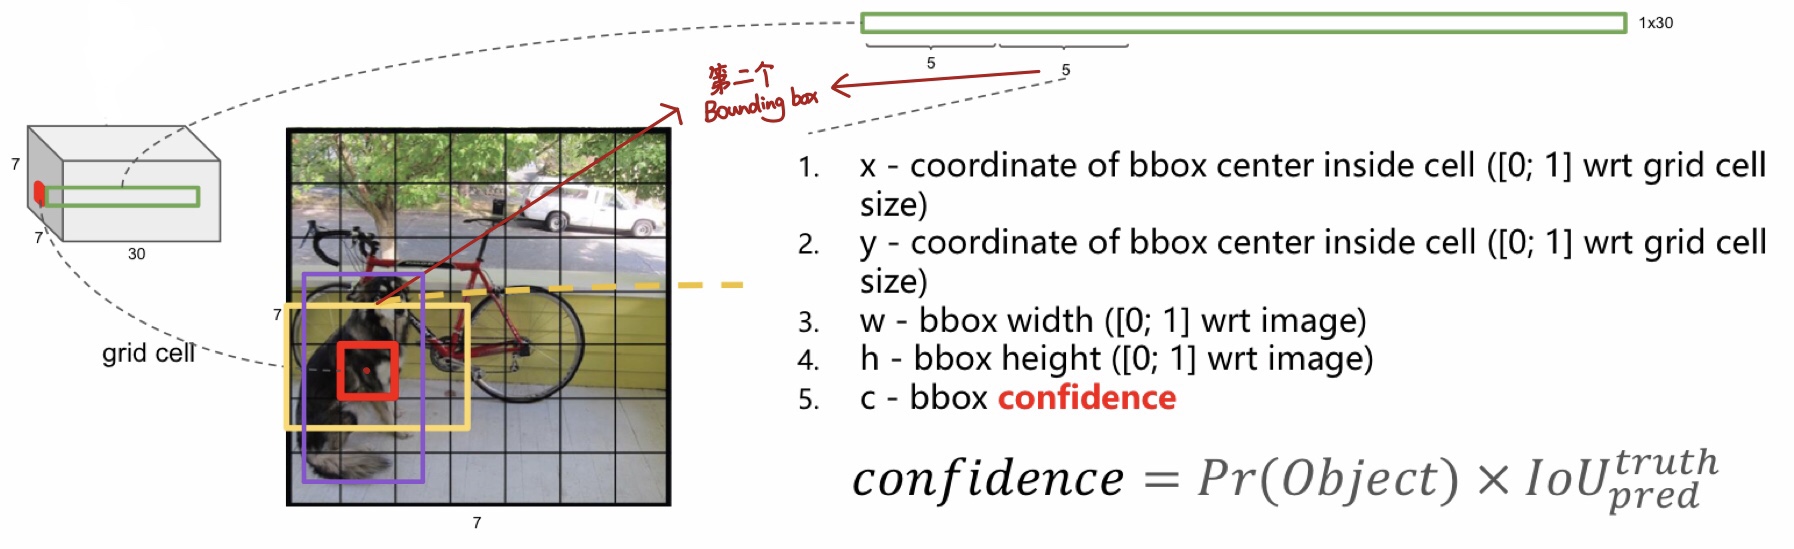 1x30
5
5
第二个
Bounding box
7
7
30
grid cell
7
7
1. x - coordinate of bbox center inside cell ([0; 1] wrt grid cell
size)
2. y - coordinate of bbox center inside cell ([0; 1] wrt grid cell
size)
3. w - bbox width ([0; 1] wrt image)
4. h - bbox height ([0; 1] wrt image)
5. c - bbox confidence
confidence = Pr(Object) × IoU^{truth}_{pred}